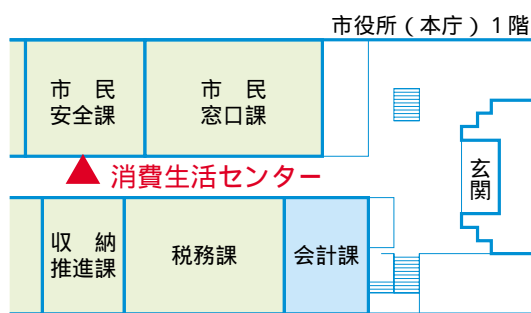 市役所(本庁)1階
市 民
安全課
市 民
窓口課
玄関
消費生活センター
収 納
推進課
税務課
会計課